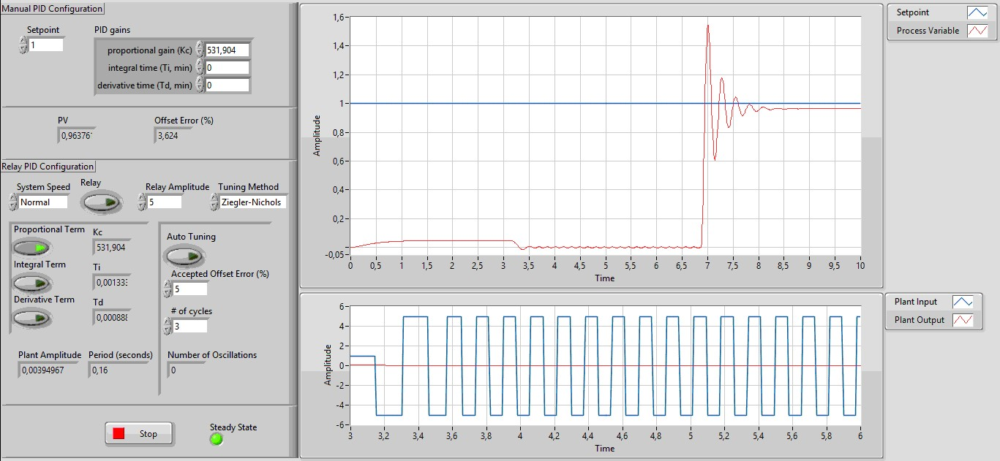 Manual PID Configuration
Setpoint
1
PID gains
proportional gain (Kc) 531,904
integral time (Ti, min) 0
derivative time (Td, min) 0
PV
0,96376
Offset Error (%)
3,624
Relay PID Configuration
System Speed
Normal
Relay
Relay Amplitude
5
Tuning Method
Ziegler-Nichols
Proportional Term
Kc
531,904
Integral Term
Ti
0,001333
Derivative Term
Td
0,000888
Auto Tuning
Accepted Offset Error (%)
5
# of cycles
3
Plant Amplitude
0,00394967
Period (seconds)
0,16
Number of Oscillations
0
Stop
Steady State
Amplitude
1,6
1,4
1,2
1
0,8
0,6
0,4
0,2
-0,05
0 0,5 1 1,5 2 2,5 3 3,5 4 4,5 5 5,5 6 6,5 7 7,5 8 8,5 9 9,5 10
Time
Setpoint
Process Variable
Amplitude
6
4
2
0
-2
-4
-6
3 3,2 3,4 3,6 3,8 4 4,2 4,4 4,6 4,8 5 5,2 5,4 5,6 5,8 6
Time
Plant Input
Plant Output